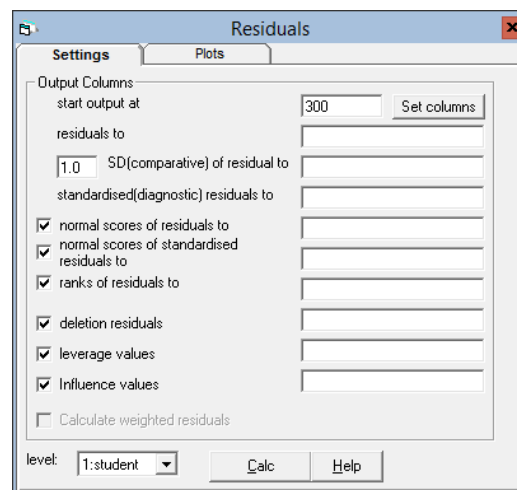 Residuals
Settings Plots
Output Columns
start output at 300 Set columns
residuals to
1.0 SD(comparative) of residual to
standardised(diagnostic) residuals to
normal scores of residuals to
normal scores of standardised
residuals to
ranks of residuals to
deletion residuals
leverage values
Influence values
Calculate weighted residuals
level: 1:student Calc Help